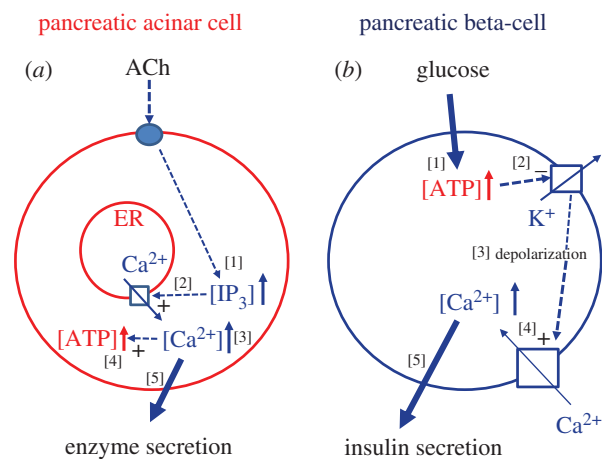 pancreatic acinar cell
pancreatic beta-cell
(a)
ACh
ER
Ca²⁺
[1]
[2]
+
[IP₃]
[ATP]
+
[4]
[Ca²⁺]
[3]
[5]
enzyme secretion
(b)
glucose
[1]
[ATP]
[2]
–
K⁺
[3] depolarization
[Ca²⁺]
[4]
+
[5]
Ca²⁺
insulin secretion